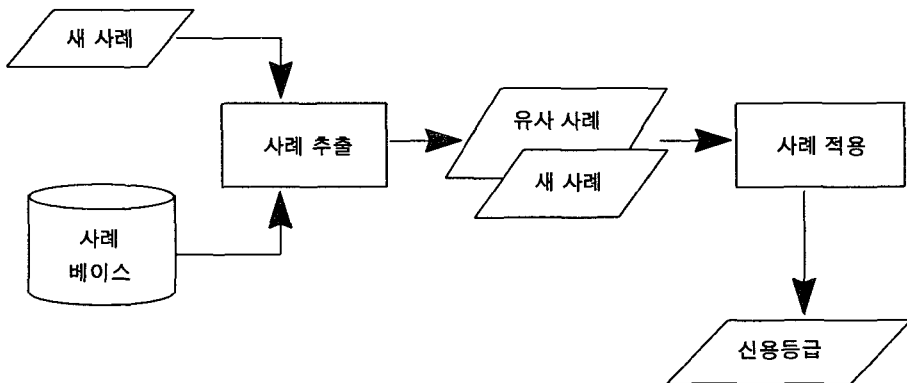 새 사례
사례 추출
유사 사례
새 사례
사례 적용
사례
베이스
신용등급